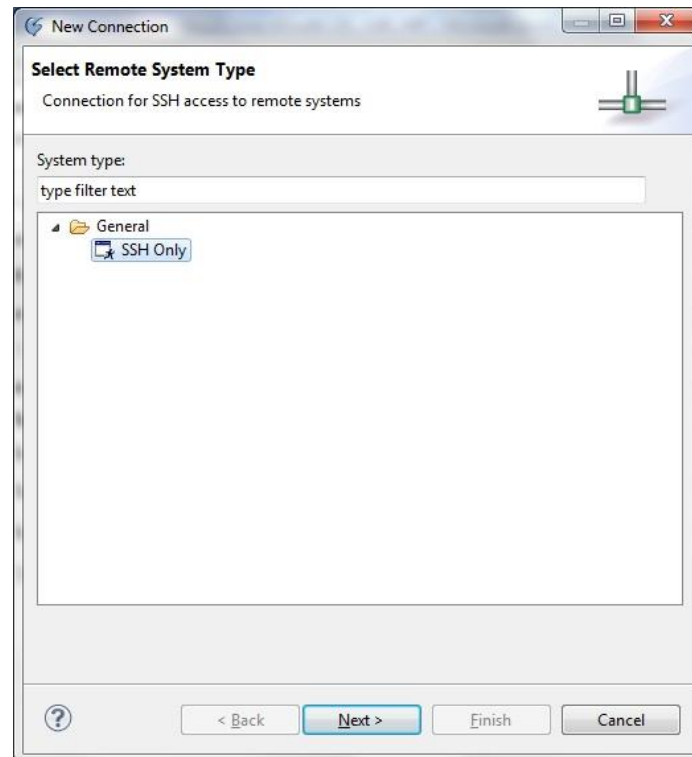 New Connection
Select Remote System Type
Connection for SSH access to remote systems
System type:
type filter text
General
SSH Only
?
< Back
Next >
Finish
Cancel